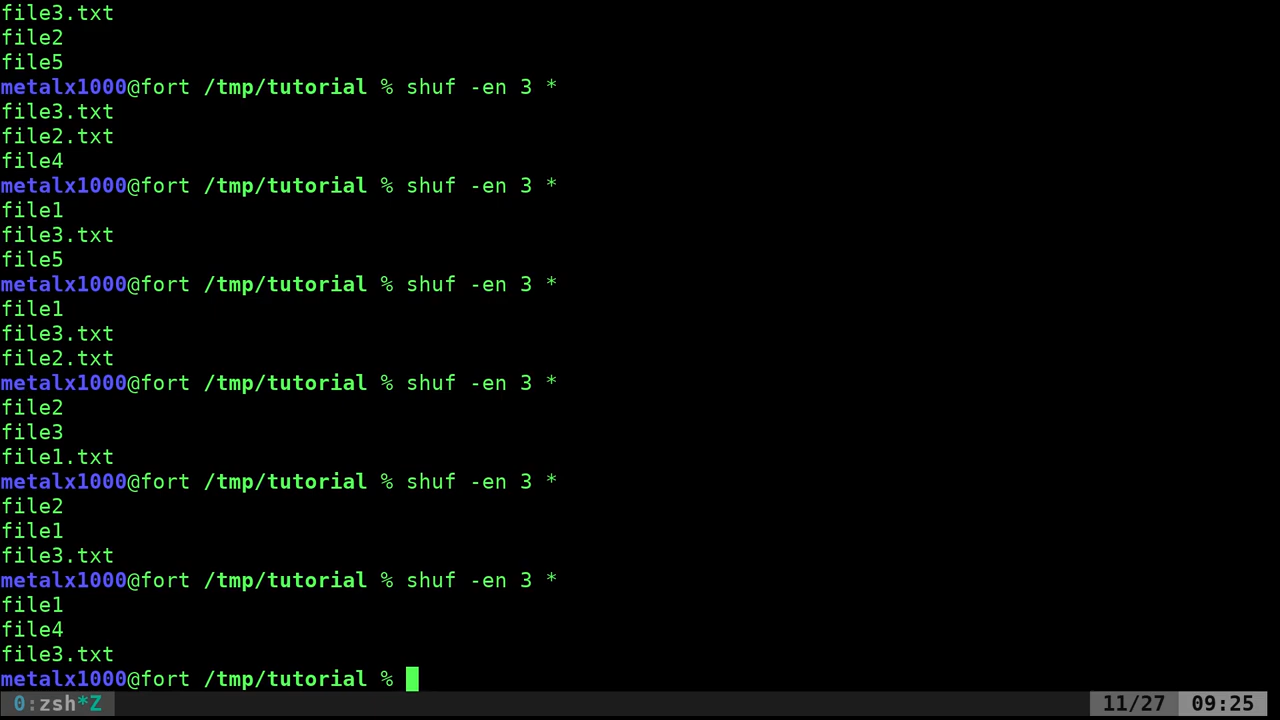 file3.txt
file2
file5
metalx1000@fort /tmp/tutorial % shuf -en 3 *
file3.txt
file2.txt
file4
metalx1000@fort /tmp/tutorial % shuf -en 3 *
file1
file3.txt
file5
metalx1000@fort /tmp/tutorial % shuf -en 3 *
file1
file3.txt
file2.txt
metalx1000@fort /tmp/tutorial % shuf -en 3 *
file2
file3
file1.txt
metalx1000@fort /tmp/tutorial % shuf -en 3 *
file2
file1
file3.txt
metalx1000@fort /tmp/tutorial % shuf -en 3 *
file1
file4
file3.txt
metalx1000@fort /tmp/tutorial %
0:zsh*Z 11/27 09:25